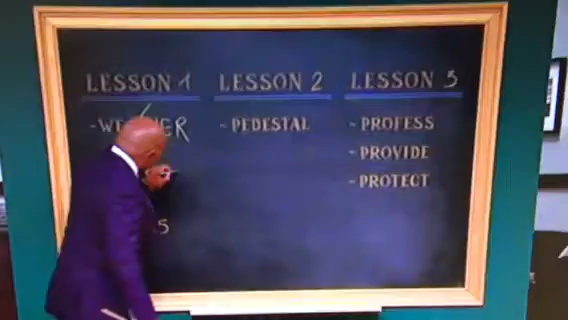 LESSON 1
LESSON 2
LESSON 3
- PEDESTAL
- PROFESS
- PROVIDE
- PROTECT